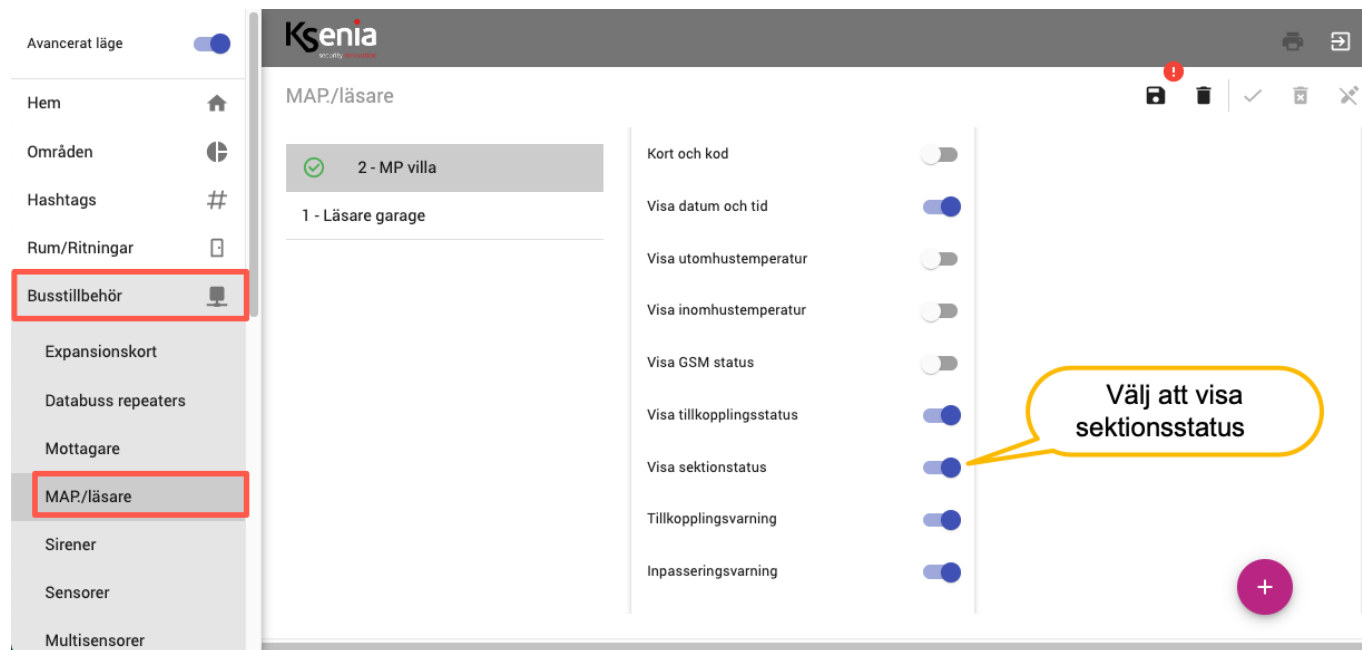 Avancerat läge
Ksenia
security innovation
Hem
MAP./läsare
!
Områden
2 - MP villa
Kort och kod
Hashtags
1 - Läsare garage
Visa datum och tid
Rum/Ritningar
Visa utomhustemperatur
Busstillbehör
Visa inomhustemperatur
Expansionskort
Visa GSM status
Databuss repeaters
Visa tillkopplingsstatus
Välj att visa
sektionsstatus
Mottagare
Visa sektionstatus
MAP./läsare
Tillkopplingsvarning
Sirener
Inpasseringsvarning
Sensorer
+
Multisensorer